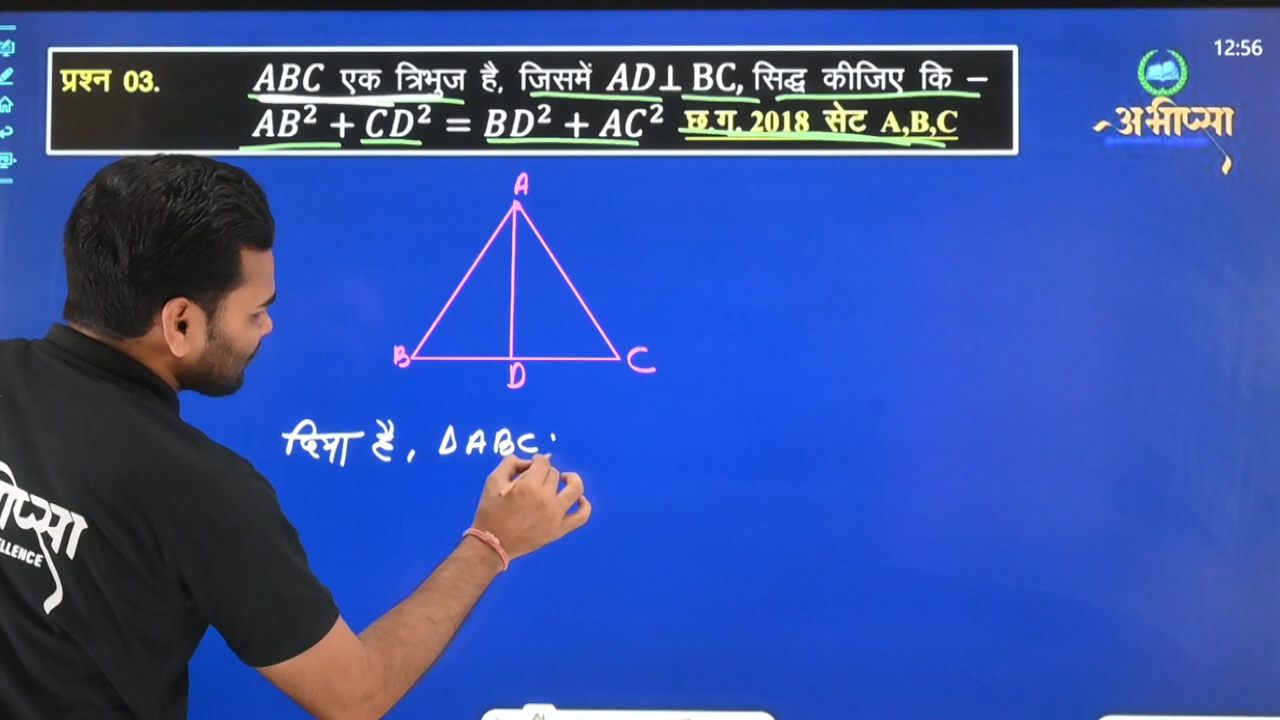 12:56
प्रश्न 03. ABC एक त्रिभुज है, जिसमें AD⊥ BC, सिद्ध कीजिए कि –
AB² + CD² = BD² + AC² छ.ग. 2018 सेट A,B,C
अभीप्सा
A
B
D
C
दिया है, ΔABC